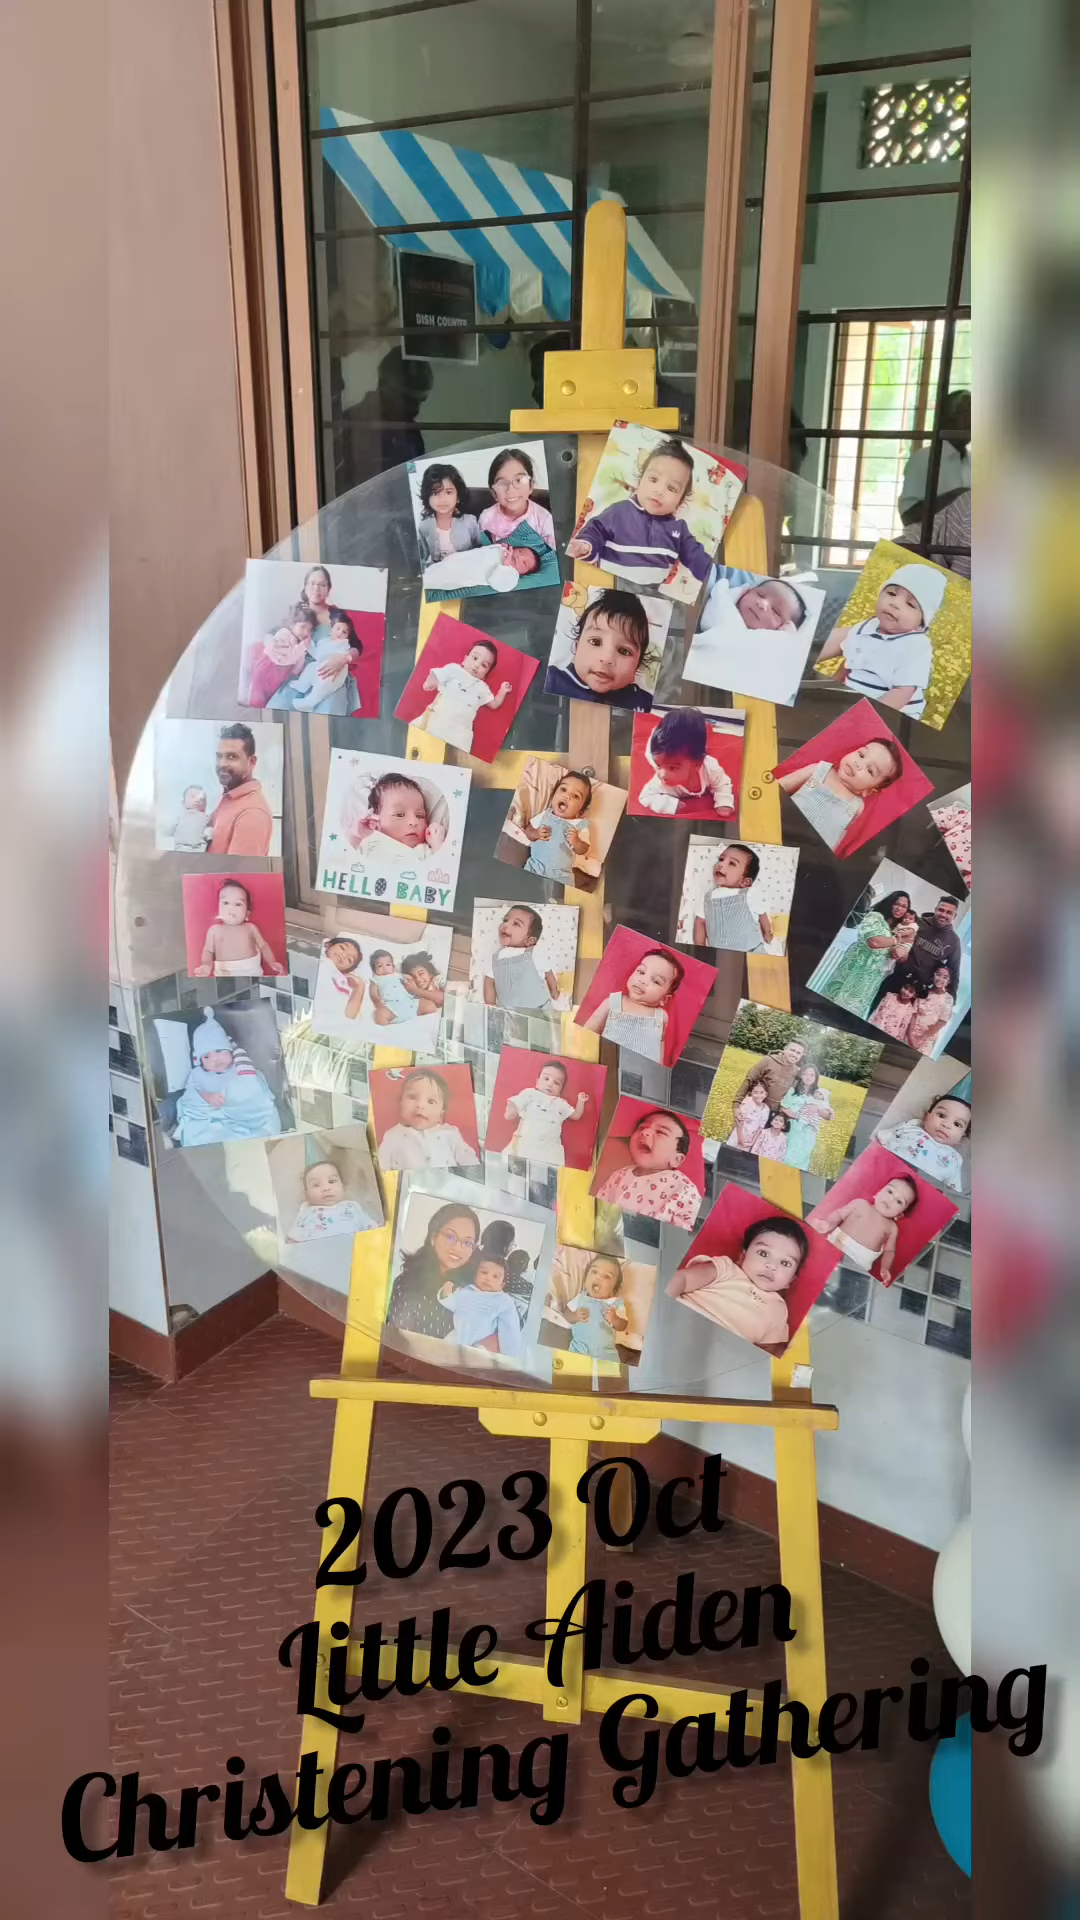 DISH COUNTER
HELLO BABY
2023 Oct
Little Aiden
Christening Gathering